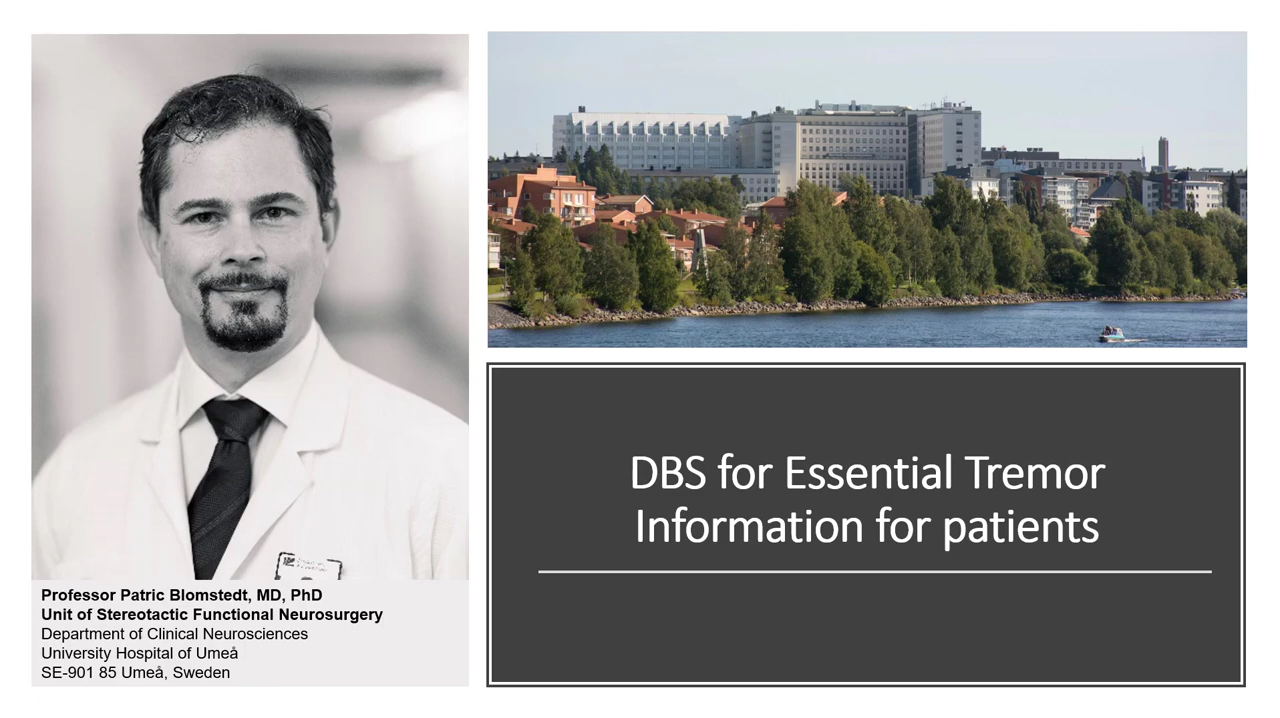 Professor Patric Blomstedt, MD, PhD
Unit of Stereotactic Functional Neurosurgery
Department of Clinical Neurosciences
University Hospital of Umeå
SE-901 85 Umeå, Sweden
DBS for Essential Tremor
Information for patients